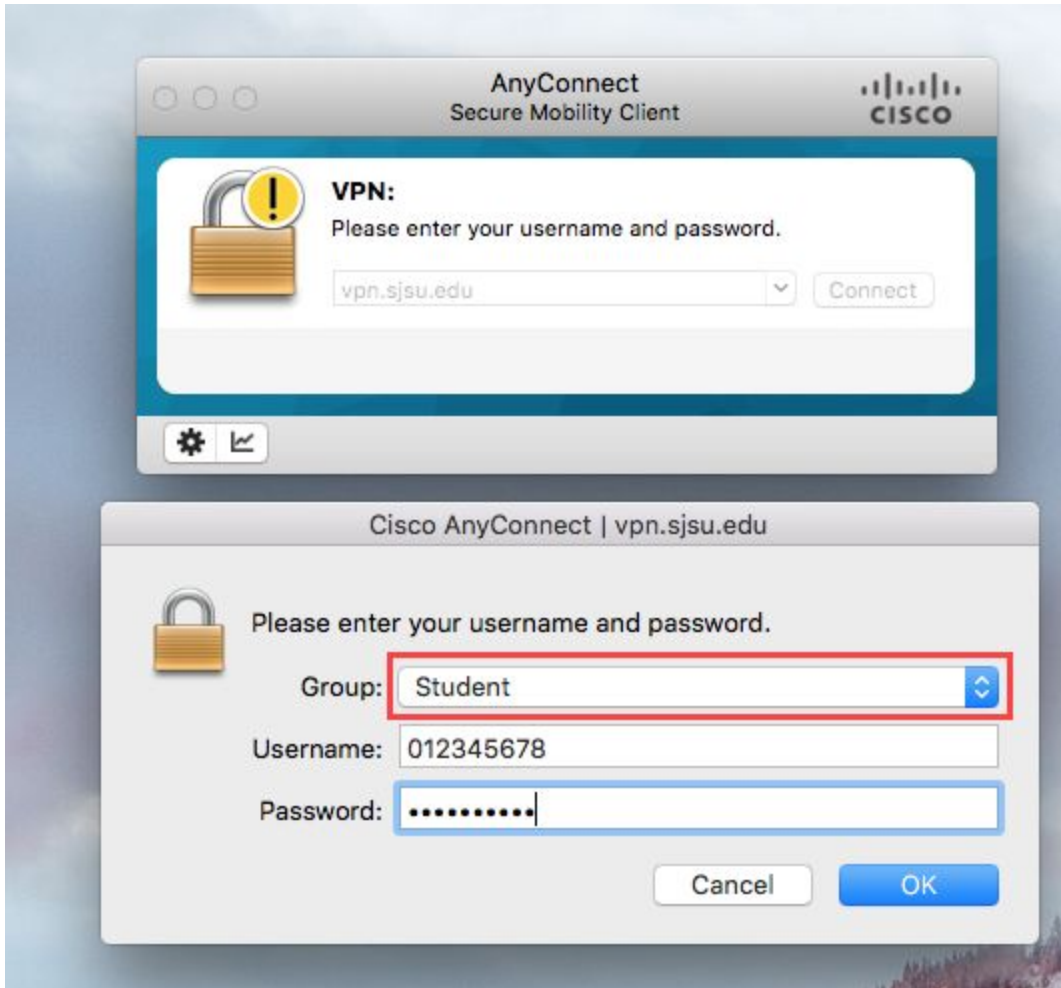 AnyConnect
Secure Mobility Client
CISCO
VPN:
Please enter your username and password.
vpn.sjsu.edu
Connect
Cisco AnyConnect | vpn.sjsu.edu
Please enter your username and password.
Group: Student
Username: 012345678
Password: ••••••••••
Cancel OK